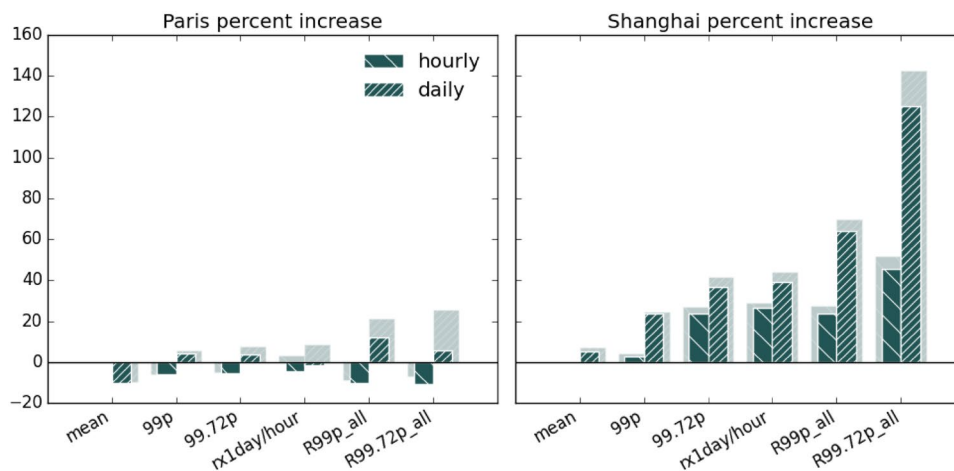 Paris percent increase
Shanghai percent increase
160
140
120
100
80
60
40
20
0
−20
hourly
daily
mean
99p
99.72p
rx1day/hour
R99p_all
R99.72p_all
mean
99p
99.72p
rx1day/hour
R99p_all
R99.72p_all